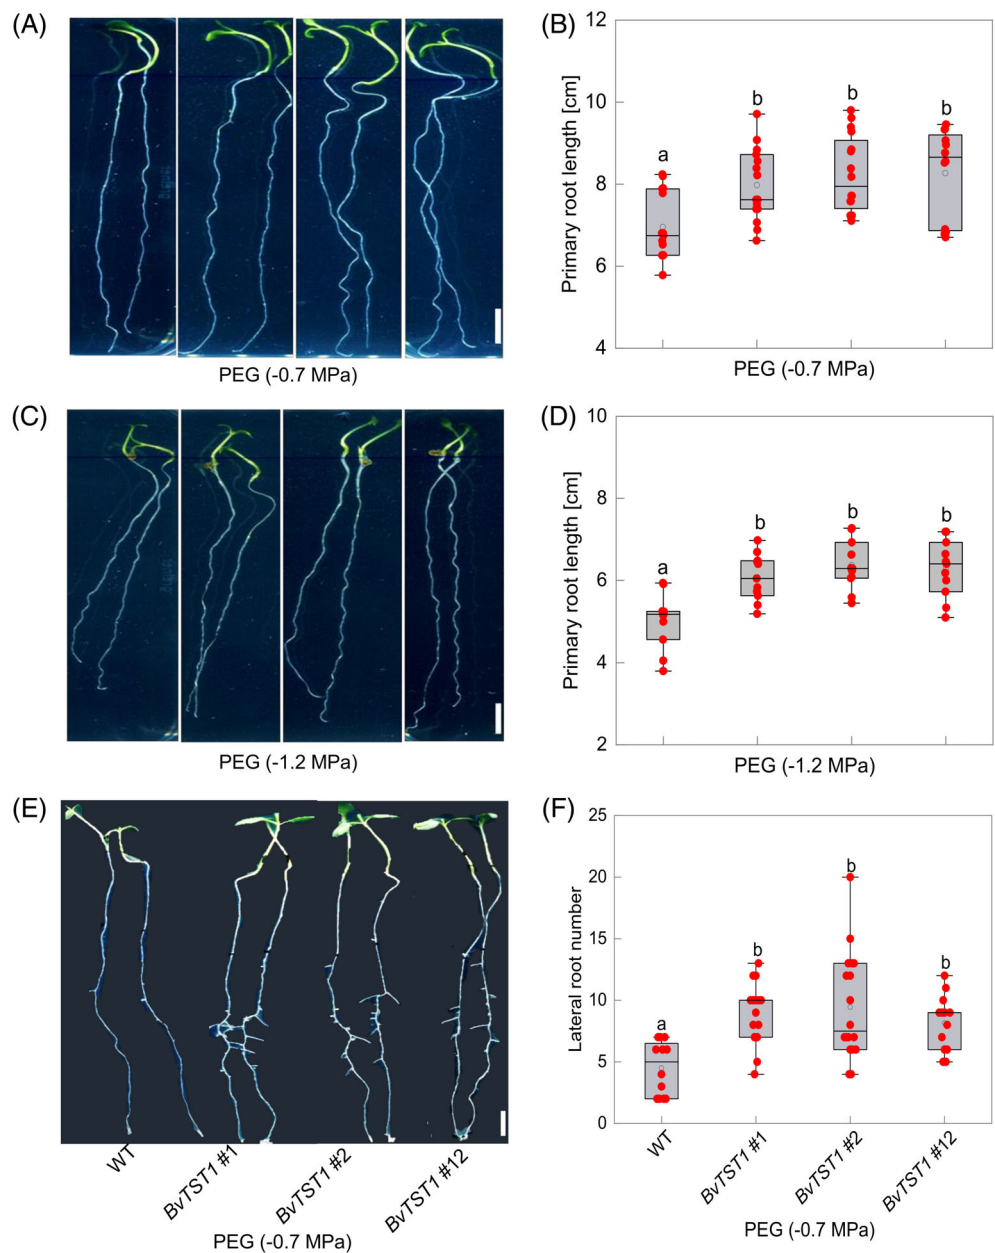 (A)
PEG (-0.7 MPa)
(B)
Primary root length [cm]
12
10
8
6
4
a
b
b
b
PEG (-0.7 MPa)
(C)
PEG (-1.2 MPa)
(D)
Primary root length [cm]
10
8
6
4
2
a
b
b
b
PEG (-1.2 MPa)
(E)
WT
BvTST1 #1
BvTST1 #2
BvTST1 #12
PEG (-0.7 MPa)
(F)
Lateral root number
25
20
15
10
5
0
a
b
b
b
WT
BvTST1 #1
BvTST1 #2
BvTST1 #12
PEG (-0.7 MPa)